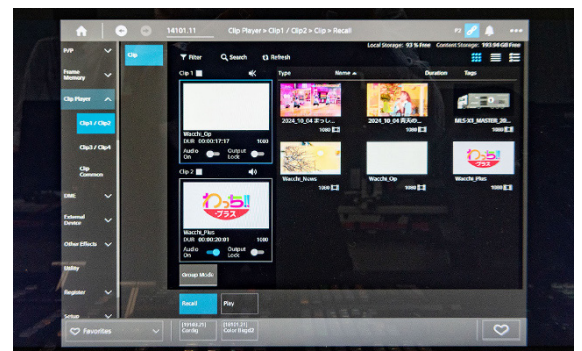 14101.11
Clip Player > Clip1 / Clip2 > Clip > Recall
P2
Local Storage: 93 % Free Content Storage: 193.94 GB Free
FVP
Frame
Memory
Clip Player
Clip1 / Clip2
Clip3 / Clip4
Clip
Common
DME
External
Device
Other Effects
Utility
Register
Setup
Favorites
Clip
Filter
Search
Refresh
Clip 1
Wacchi_Op
DUR 00:00:17:17 1080
Audio
On
Output
Lock
Clip 2
わっち!!
プラス
Wacchi_Plus
DUR 00:00:20:01 1080
Audio
On
Output
Lock
Group Mode
Type Name Duration Tags
2024_10_04
1080
2024_10_04
1080
MLS-X1_MASTER_20...
1080
Wacchi_News
1080
Wacchi_Op
1080
わっち!!
プラス
Wacchi_Plus
1080
Recall
Play
Config
Color Bkgd2